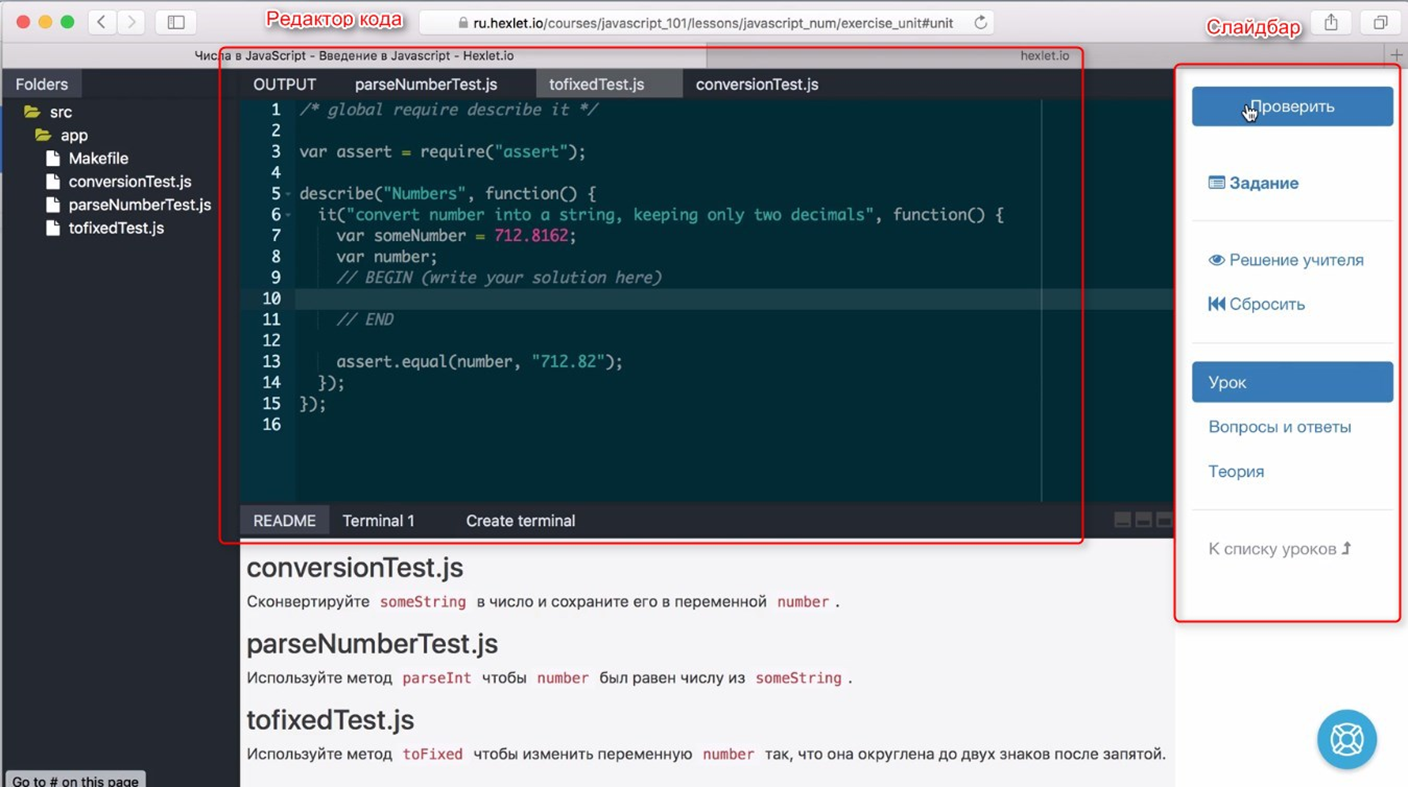 Редактор кода
Слайдбар
ru.hexlet.io/courses/javascript_101/lessons/javascript_num/exercise_unit#unit
Числа в JavaScript - Введение в Javascript - Hexlet.io
hexlet.io
Folders
src
app
Makefile
conversionTest.js
parseNumberTest.js
tofixedTest.js
OUTPUT parseNumberTest.js tofixedTest.js conversionTest.js
1 /* global require describe it */
2
3 var assert = require("assert");
4
5 describe("Numbers", function() {
6 it("convert number into a string, keeping only two decimals", function() {
7 var someNumber = 712.8162;
8 var number;
9 // BEGIN (write your solution here)
10
11 // END
12
13 assert.equal(number, "712.82");
14 });
15 });
16
README Terminal 1 Create terminal
conversionTest.js
Сконвертируйте someString в число и сохраните его в переменной number .
parseNumberTest.js
Используйте метод parseInt чтобы number был равен числу из someString .
tofixedTest.js
Используйте метод toFixed чтобы изменить переменную number так, что она округлена до двух знаков после запятой.
Проверить
Задание
Решение учителя
Сбросить
Урок
Вопросы и ответы
Теория
К списку уроков
Go to # on this page